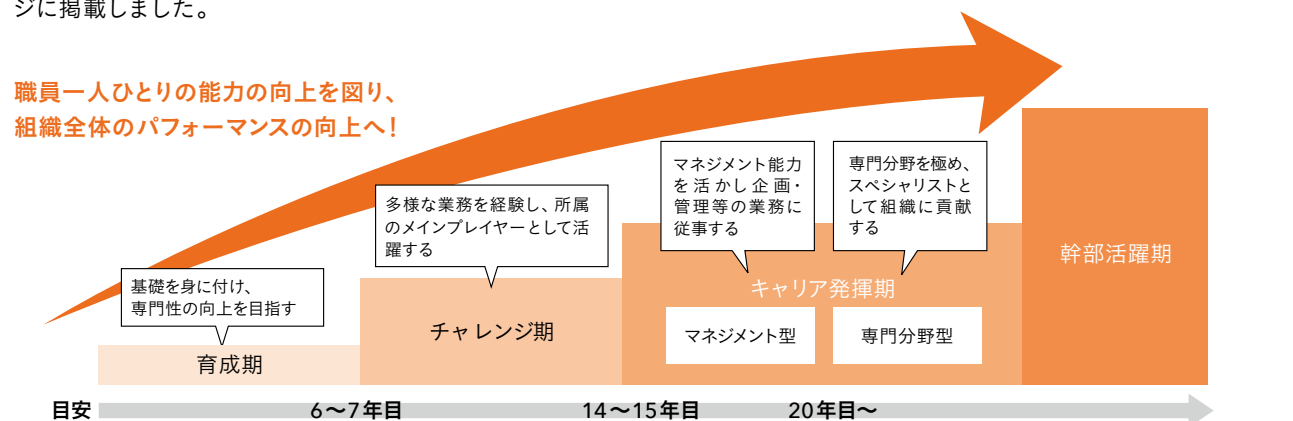 ジに掲載しました。
職員一人ひとりの能力の向上を図り、
組織全体のパフォーマンスの向上へ！
基礎を身に付け、
専門性の向上を目指す
育成期
多様な業務を経験し、所属
のメインプレイヤーとして活
躍する
チャレンジ期
マネジメント能力
を活かし企画・
管理等の業務に
従事する
専門分野を極め、
スペシャリストと
して組織に貢献
する
キャリア発揮期
マネジメント型
専門分野型
幹部活躍期
目安
6〜7年目
14〜15年目
20年目〜